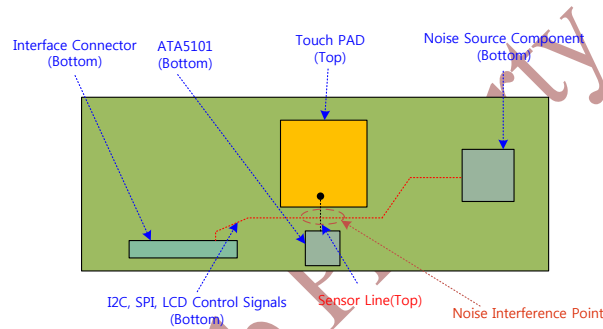 Interface Connector
(Bottom)
ATA5101
(Bottom)
Touch PAD
(Top)
Noise Source Component
(Bottom)
I2C, SPI, LCD Control Signals
(Bottom)
Sensor Line(Top)
Noise Interference Point